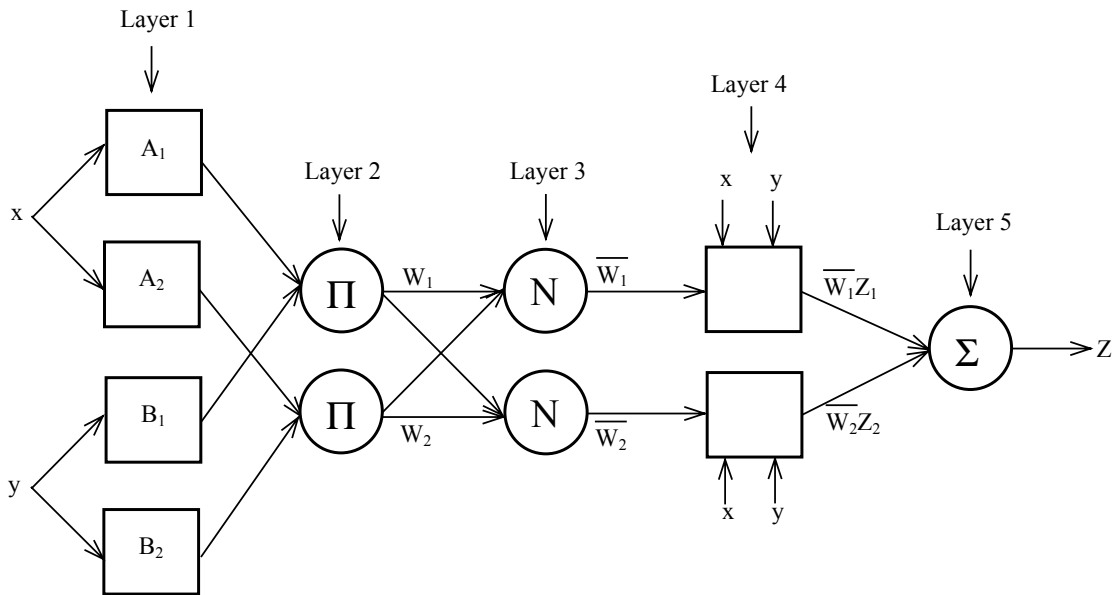 Layer 1
Layer 4
Layer 2
Layer 3
Layer 5
x
A₁
A₂
y
B₁
B₂
Π
Π
W₁
W₂
N
N
W̅₁
W̅₂
x y
x y
W̅₁Z₁
W̅₂Z₂
Σ
Z